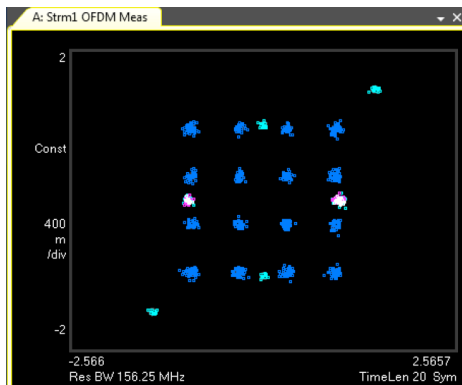 A: Strm1 OFDM Meas
2
Const
400
m
/div
-2
-2.566
2.5657
Res BW 156.25 MHz
TimeLen 20 Sym